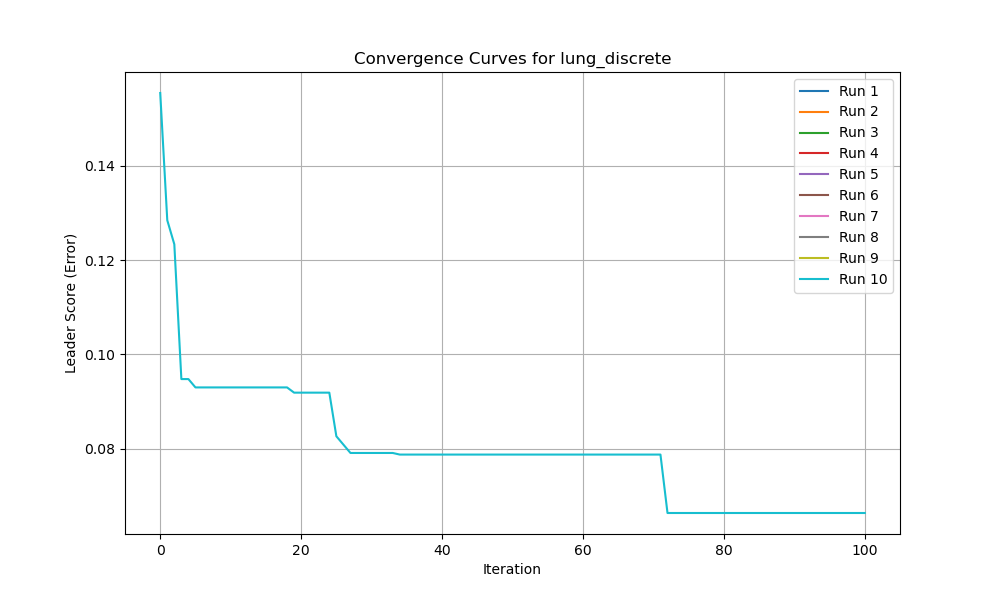 Convergence Curves for lung_discrete
Leader Score (Error)
0.14
0.12
0.10
0.08
0
20
40
60
80
100
Iteration
Run 1
Run 2
Run 3
Run 4
Run 5
Run 6
Run 7
Run 8
Run 9
Run 10